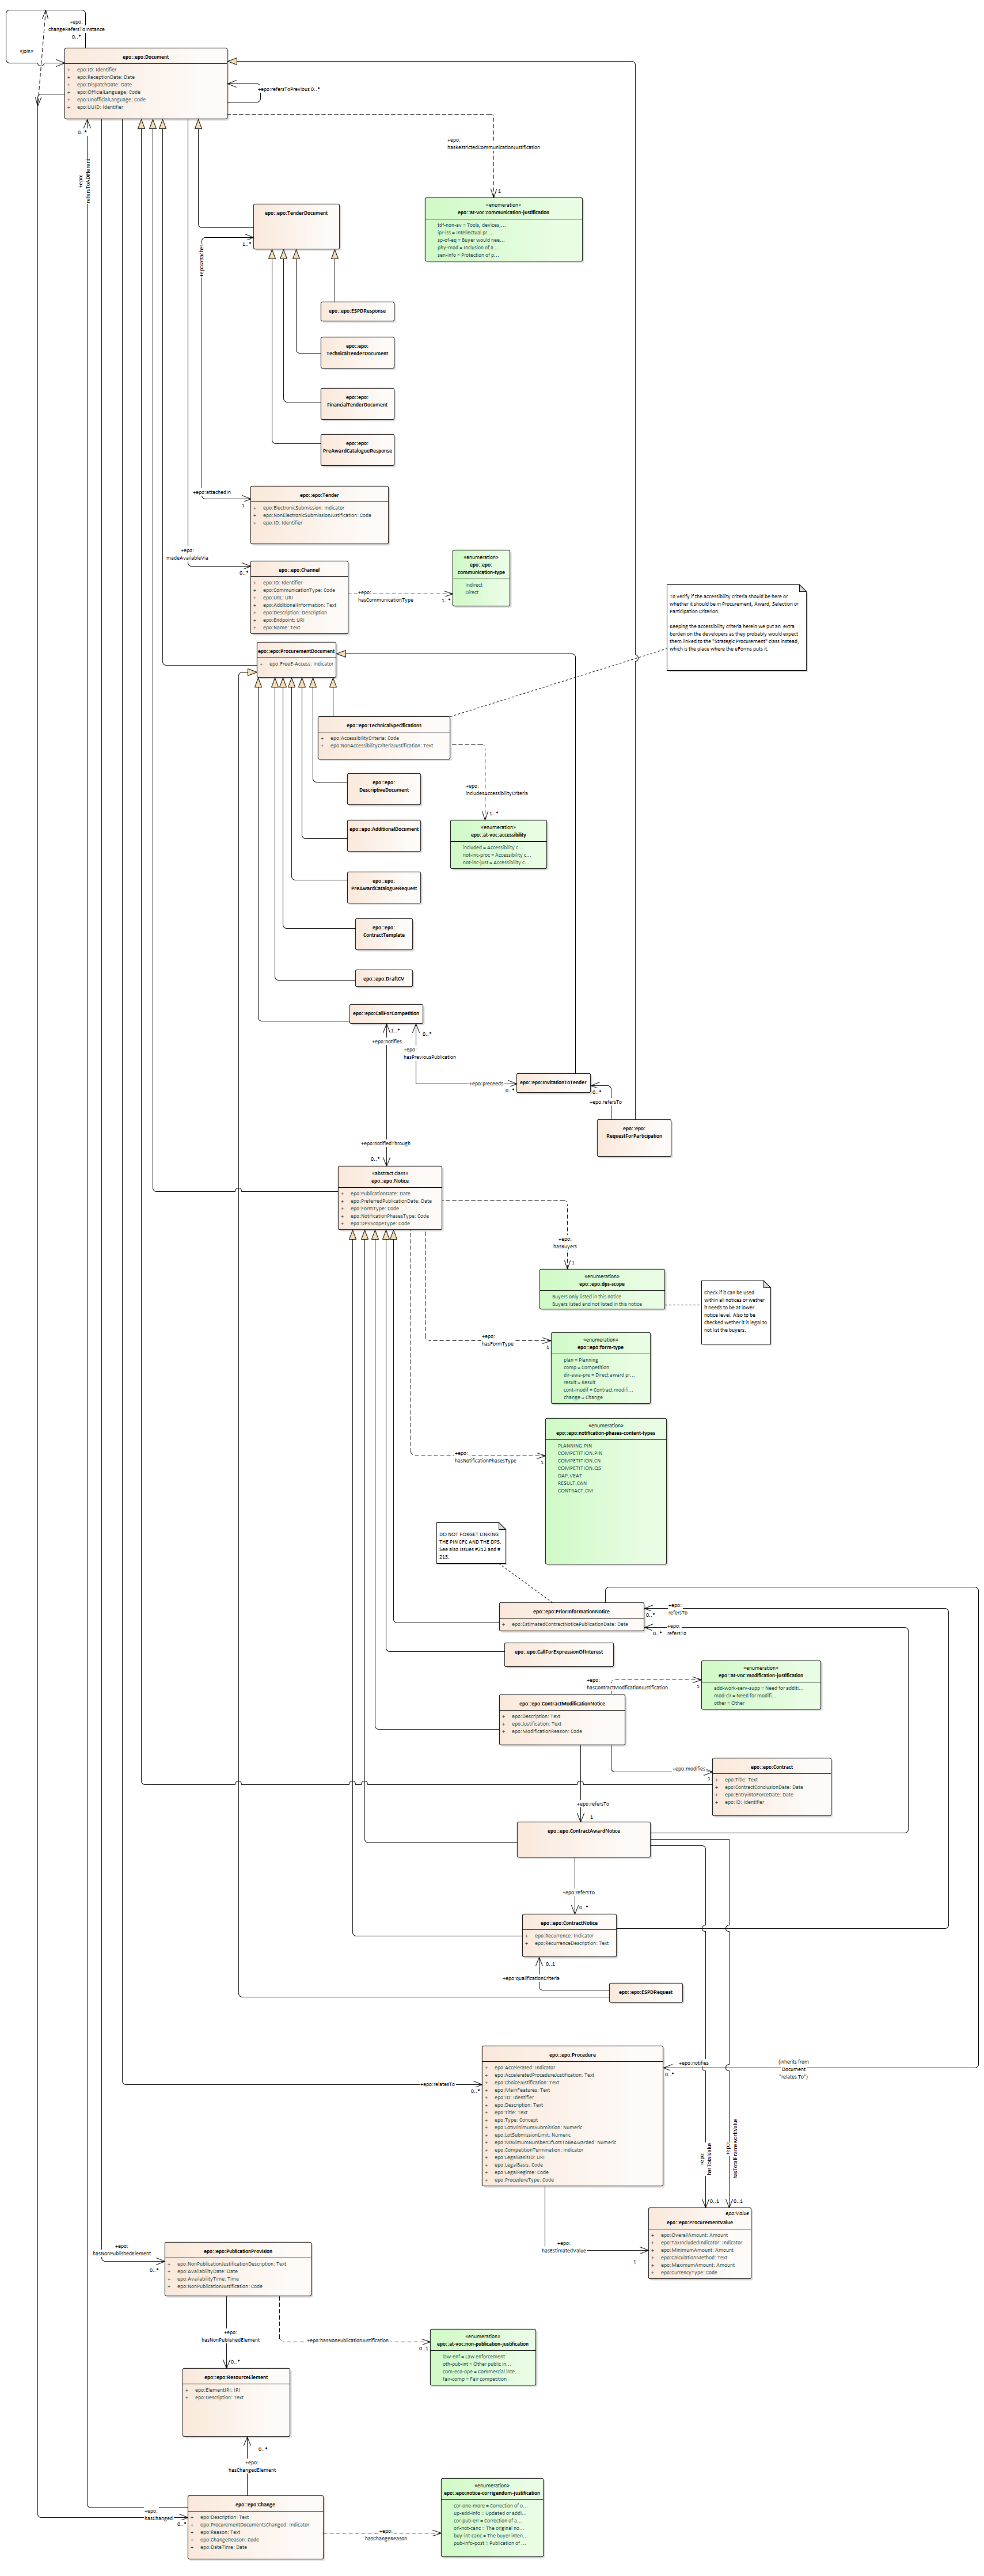 +epo:
changeRefersToInstance
0..*
«join»
epo::epo:Document
+ epo:ID: Identifier
+ epo:ReceptionDate: Date
+ epo:DispatchDate: Date
+ epo:OfficialLanguage: Code
+ epo:UnofficialLanguage: Code
+ epo:UUID: Identifier
+epo:refersToPrevious 0..*
0..*
+epo:
refersToADifferent
+epo:
hasRestrictedCommunicationJustification
1
«enumeration»
epo::at-voc:communication-justification
tdf-non-av = Tools, devices,...
ipr-iss = Intellectual pr...
sp-of-eq = Buyer would nee...
phy-mod = Inclusion of a ...
sen-info = Protection of p...
epo::epo:TenderDocument
1..*
+epo:attaches
epo::epo:ESPDResponse
epo::epo:
TechnicalTenderDocument
epo::epo:
FinancialTenderDocument
epo::epo:
PreAwardCatalogueResponse
+epo:attachedIn
1
epo::epo:Tender
+ epo:ElectronicSubmission: Indicator
+ epo:NonElectronicSubmissionJustification: Code
+ epo:ID: Identifier
+epo:
madeAvailableVia
0..*
epo::epo:Channel
+ epo:ID: Identifier
+ epo:CommunicationType: Code
+ epo:URL: URI
+ epo:AdditionalInformation: Text
+ epo:Description: Description
+ epo:Endpoint: URI
+ epo:Name: Text
+epo:
hasCommunicationType
1..*
«enumeration»
epo::epo:
communication-type
Indirect
Direct
To verify if the accessibility criteria should be here or
whether it should be in Procurement, Award, Selection or
Participation Criterion.
Keeping the accessibility criteria herein we put an extra
burden on the developers as they probably would expect
them linked to the "Strategic Procurement" class instead,
which is the place where the eForms puts it.
epo::epo:ProcurementDocument
+ epo:FreeE-Access: Indicator
epo::epo:TechnicalSpecifications
+ epo:AccessibilityCriteria: Code
+ epo:NonAccessibilityCriteriaJustification: Text
+epo:
includesAccessibilityCriteria
1..*
epo::epo:
DescriptiveDocument
«enumeration»
epo::at-voc:accessibility
included = Accessibility c...
not-inc-proc = Accessibility c...
not-inc-just = Accessibility c...
epo::epo:AdditionalDocument
epo::epo:
PreAwardCatalogueRequest
epo::epo:
ContractTemplate
epo::epo:DraftCV
epo::epo:CallForCompetition
1..*
+epo:notifies
0..*
+epo:
hasPreviousPublication
+epo:preceeds
0..*
epo::epo:InvitationToTender
0..*
+epo:refersTo
epo::epo:
RequestForParticipation
+epo:notifiedThrough
0..*
«abstract class»
epo::epo:Notice
+ epo:PublicationDate: Date
+ epo:PreferredPublicationDate: Date
+ epo:FormType: Code
+ epo:NotificationPhasesType: Code
+ epo:DPSScopeType: Code
+epo:
hasBuyers
1
«enumeration»
epo::epo:dps-scope
Buyers only listed in this notice
Buyers listed and not listed in this notice
Check if it can be used
within all notices or wether
it needs to be at lower
notice level. Also to be
checked wether it is legal to
not list the buyers.
+epo:
hasFormType
1
«enumeration»
epo::epo:form-type
plan = Planning
comp = Competition
dir-awa-pre = Direct award pr...
result = Result
cont-modif = Contract modifi...
change = Change
+epo:
hasNotificationPhasesType
1
«enumeration»
epo::epo:notification-phases-content-types
PLANNING.PIN
COMPETITION.PIN
COMPETITION.CN
COMPETITION.QS
DAP.VEAT
RESULT.CAN
CONTRACT.CM
DO NOT FORGET LINKING
THE PIN CFC AND THE DPS.
See also Issues #212 and #
213.
epo::epo:PriorInformationNotice
+ epo:EstimatedContractNoticePublicationDate: Date
+epo:
refersTo
0..*
+epo:
refersTo
0..*
epo::epo:CallForExpressionOfInterest
+epo:
hasContractModificationJustification
1
«enumeration»
epo::at-voc:modification-justification
add-work-serv-supp = Need for additi...
mod-cir = Need for modifi...
other = Other
epo::epo:ContractModificationNotice
+ epo:Description: Text
+ epo:Justification: Text
+ epo:ModificationReason: Code
+epo:modifies
1
epo::epo:Contract
+ epo:Title: Text
+ epo:ContractConclusionDate: Date
+ epo:EntryIntoForceDate: Date
+ epo:ID: Identifier
+epo:refersTo
1
epo::epo:ContractAwardNotice
+epo:refersTo
0..*
epo::epo:ContractNotice
+ epo:Recurrence: Indicator
+ epo:RecurrenceDescription: Text
0..1
+epo:qualificationCriteria
epo::epo:ESPDRequest
epo::epo:Procedure
+ epo:Accelerated: Indicator
+ epo:AcceleratedProcedureJustification: Text
+ epo:ChoiceJustification: Text
+ epo:MainFeatures: Text
+ epo:ID: Identifier
+ epo:Description: Text
+ epo:Title: Text
+ epo:Type: Concept
+ epo:LotMinimumSubmission: Numeric
+ epo:LotSubmissionLimit: Numeric
+ epo:MaximumNumberOfLotsToBeAwarded: Numeric
+ epo:CompetitionTermination: Indicator
+ epo:LegalBasisID: URI
+ epo:LegalBasis: Code
+ epo:LegalRegime: Code
+ epo:ProcedureType: Code
+epo:notifies
0..*
(inherits from
Document
"relates To")
+epo:relatesTo
0..*
+epo:
hasTotalValue
0..1
+epo:
hasTotalFrameworkValue
0..1
+epo:
hasEstimatedValue
1
epo:Value
epo::epo:ProcurementValue
+ epo:OverallAmount: Amount
+ epo:TaxIncludedIndicator: Indicator
+ epo:MinimumAmount: Amount
+ epo:CalculationMethod: Text
+ epo:MaximumAmount: Amount
+ epo:CurrencyType: Code
+epo:
hasNonPublishedElement
0..*
epo::epo:PublicationProvision
+ epo:NonPublicationJustificationDescription: Text
+ epo:AvailabilityDate: Date
+ epo:AvailabilityTime: Time
+ epo:NonPublicationJustification: Code
+epo:
hasNonPublishedElement
0..*
+epo:hasNonPublicationJustification
0..1
«enumeration»
epo::at-voc:non-publication-justification
law-enf = Law enforcement
oth-pub-int = Other public in...
com-eco-ope = Commercial inte...
fair-comp = Fair competition
epo::epo:ResourceElement
+ epo:ElementIRI: IRI
+ epo:Description: Text
0..*
+epo:
hasChangedElement
+epo:
hasChanged
0..*
epo::epo:Change
+ epo:Description: Text
+ epo:ProcurementDocumentsChanged: Indicator
+ epo:Reason: Text
+ epo:ChangeReason: Code
+ epo:DateTime: Date
+epo:
hasChangeReason
«enumeration»
epo::epo:notice-corrigendum-justification
cor-one-more = Correction of o...
up-add-info = Updated or addi...
cor-pub-err = Correction of a...
ori-not-canc = The original no...
buy-int-canc = The buyer inten...
pub-info-post = Publication of ...